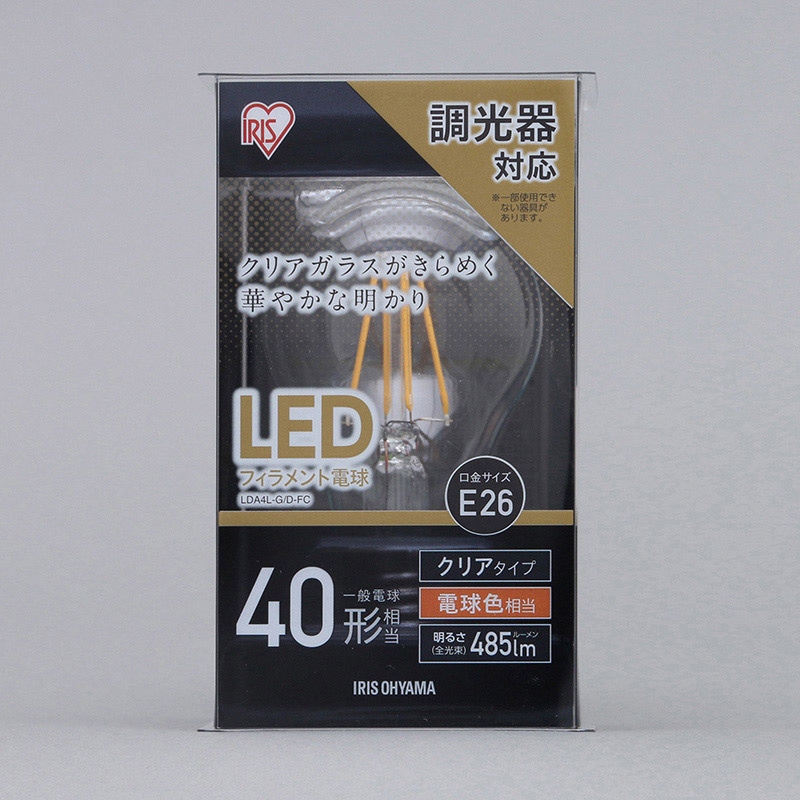 IRIS
調光器
対応
※一部使用でき
ない器具が
あります。
クリアガラスがきらめく
華やかな明かり
LED
フィラメント電球
LDA4L-G/D-FC
口金サイズ
E26
40形相当
一般電球
クリアタイプ
電球色相当
明るさ(全光束) 485lm
ルーメン
IRIS OHYAMA